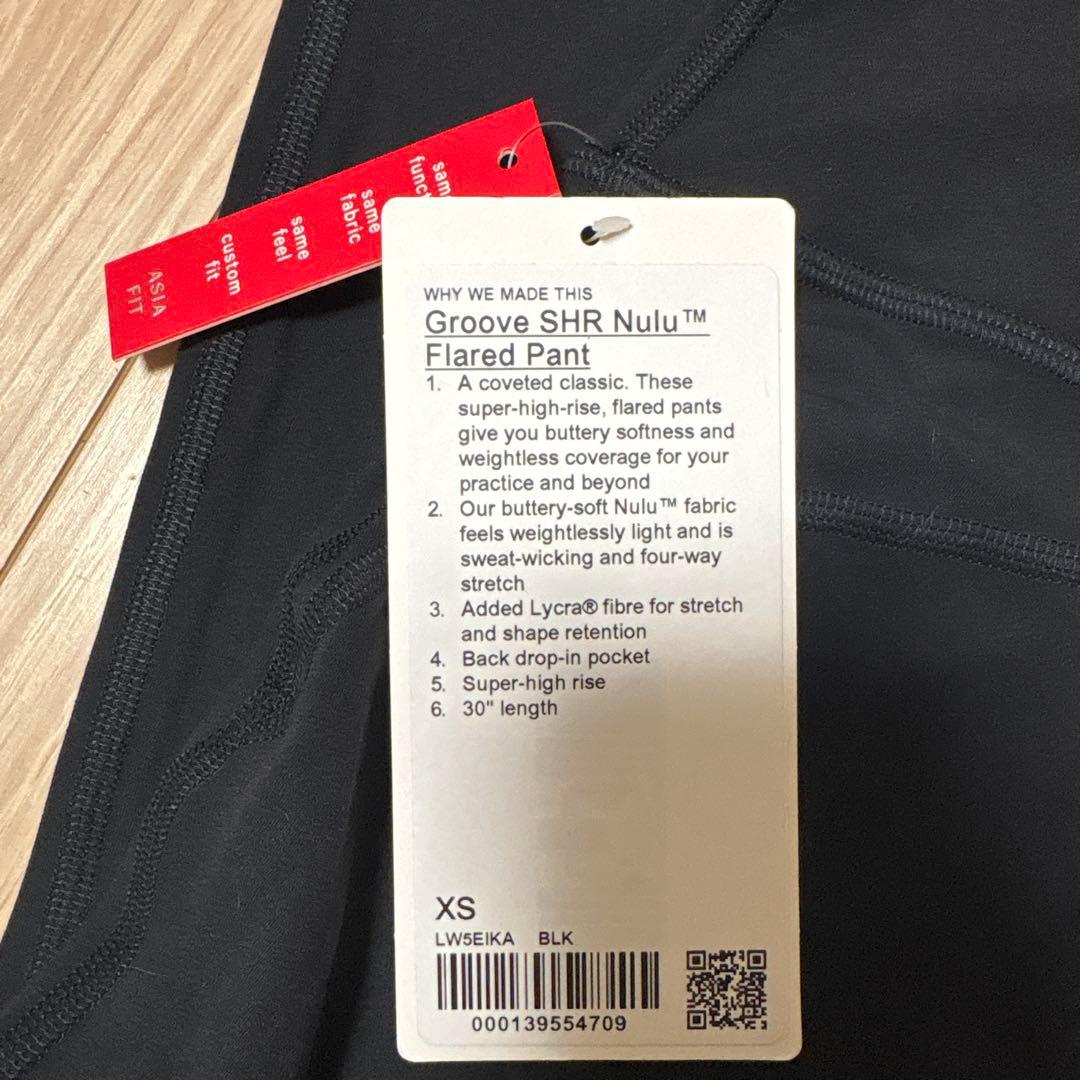 same
same
fabric
same
feel
custom
fit
ASIA
FIT
WHY WE MADE THIS
Groove SHR Nulu™
Flared Pant
1. A coveted classic. These
super-high-rise, flared pants
give you buttery softness and
weightless coverage for your
practice and beyond
2. Our buttery-soft Nulu™ fabric
feels weightlessly light and is
sweat-wicking and four-way
stretch
3. Added Lycra® fibre for stretch
and shape retention
4. Back drop-in pocket
5. Super-high rise
6. 30" length
XS
LW5EIKA BLK
000139554709